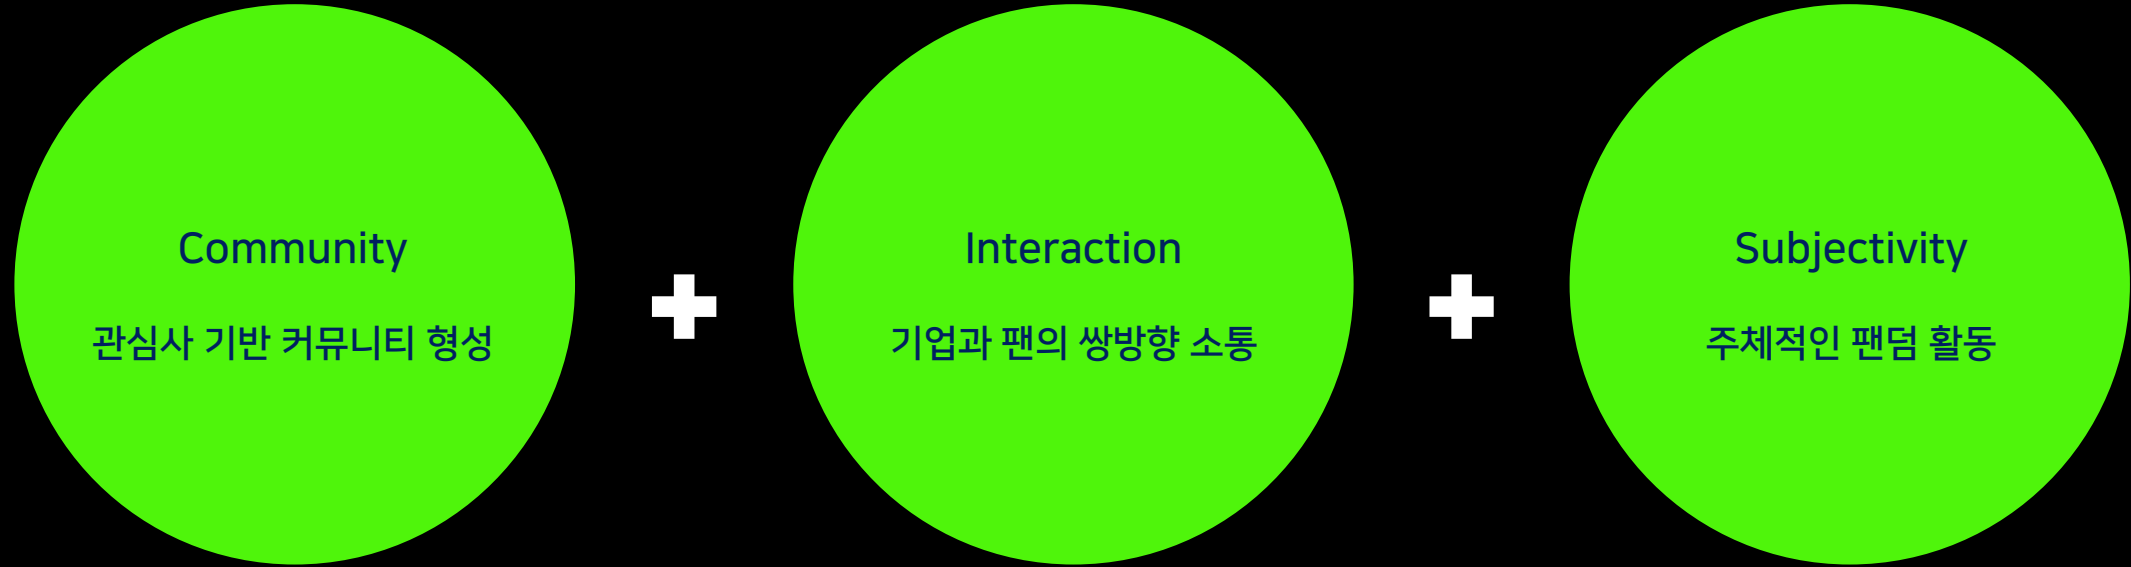 Community
관심사 기반 커뮤니티 형성
Interaction
기업과 팬의 쌍방향 소통
Subjectivity
주체적인 팬덤 활동